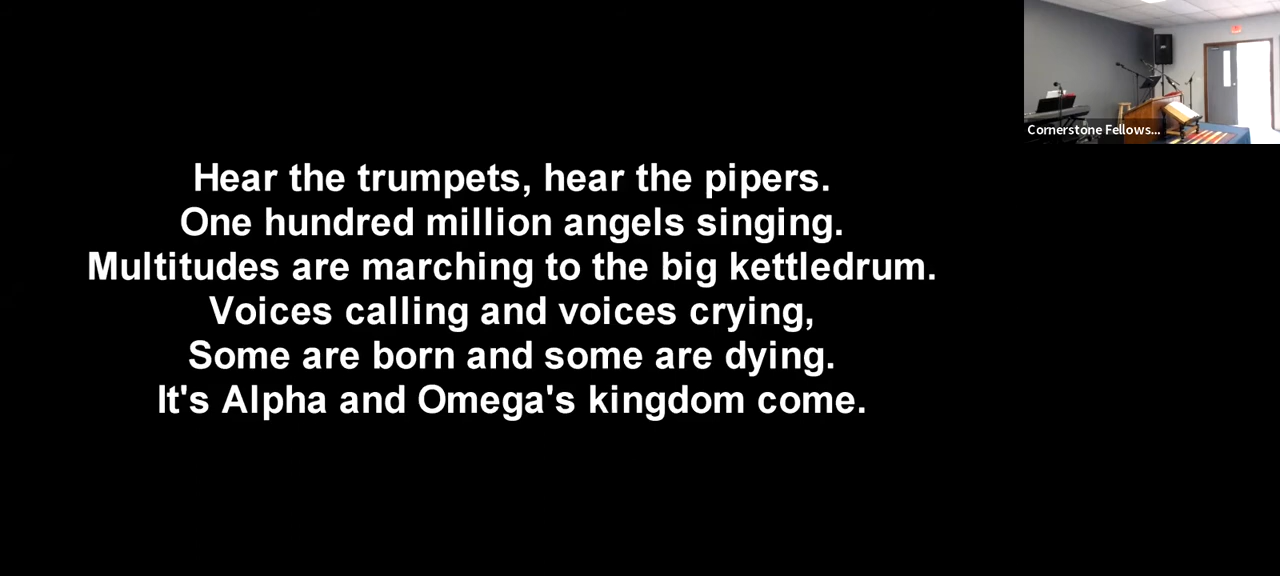 Hear the trumpets, hear the pipers.
One hundred million angels singing.
Multitudes are marching to the big kettledrum.
Voices calling and voices crying,
Some are born and some are dying.
It's Alpha and Omega's kingdom come.
Cornerstone Fellows...